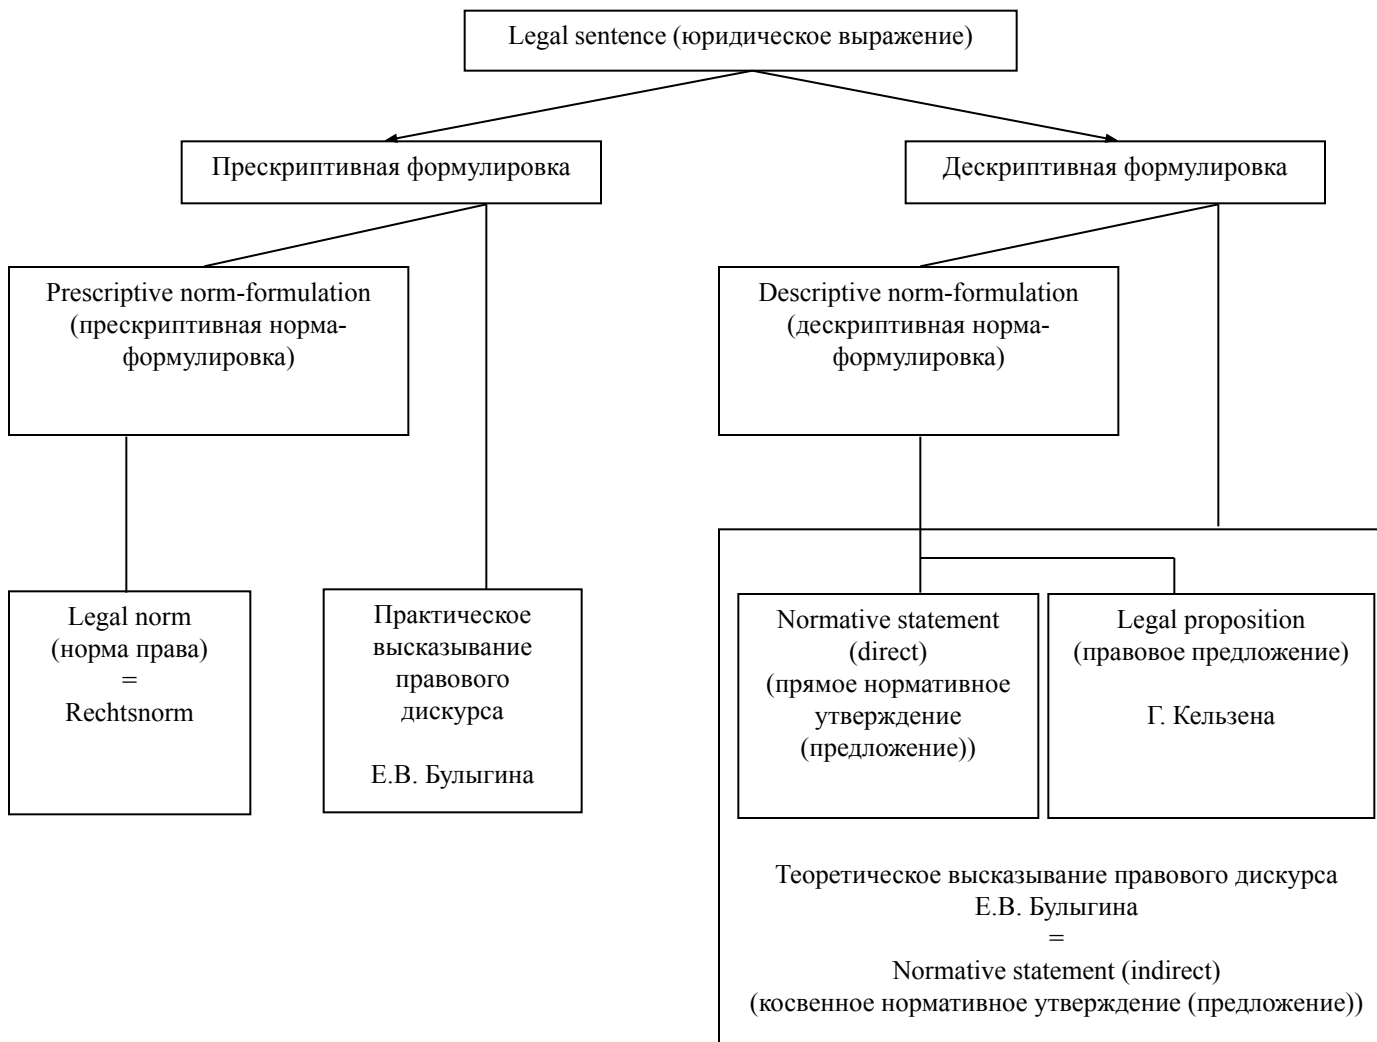 Legal sentence (юридическое выражение)
Прескриптивная формулировка
Дескриптивная формулировка
Prescriptive norm-formulation
(прескриптивная норма-
формулировка)
Descriptive norm-formulation
(дескриптивная норма-
формулировка)
Legal norm
(норма права)
=
Rechtsnorm
Практическое
высказывание
правового
дискурса
Е.В. Булыгина
Normative statement
(direct)
(прямое нормативное
утверждение
(предложение))
Legal proposition
(правовое предложение)
Г. Кельзена
Теоретическое высказывание правового дискурса
Е.В. Булыгина
=
Normative statement (indirect)
(косвенное нормативное утверждение (предложение))